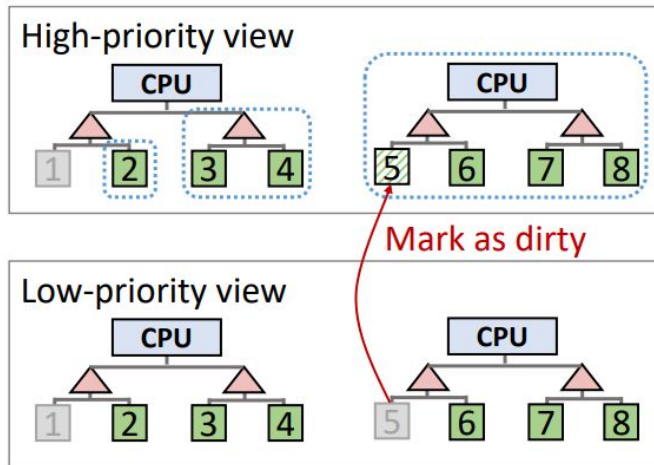 High-priority view
CPU CPU
1 2 3 4 5 6 7 8
Mark as dirty
Low-priority view
CPU CPU
1 2 3 4 5 6 7 8